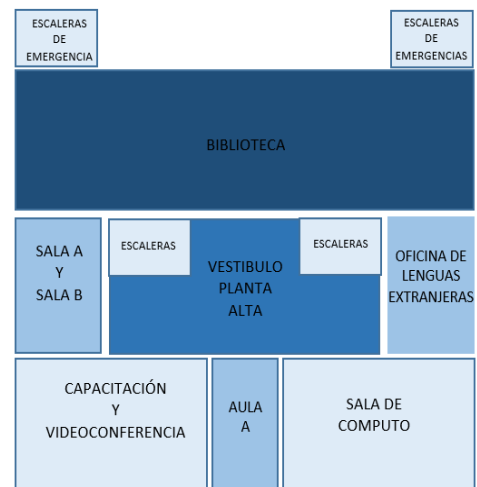 ESCALERAS
DE
EMERGENCIA
ESCALERAS
DE
EMERGENCIAS
BIBLIOTECA
SALA A
Y
SALA B
ESCALERAS
VESTIBULO
PLANTA
ALTA
ESCALERAS
OFICINA DE
LENGUAS
EXTRANJERAS
CAPACITACIÓN
Y
VIDEOCONFERENCIA
AULA
A
SALA DE
COMPUTO